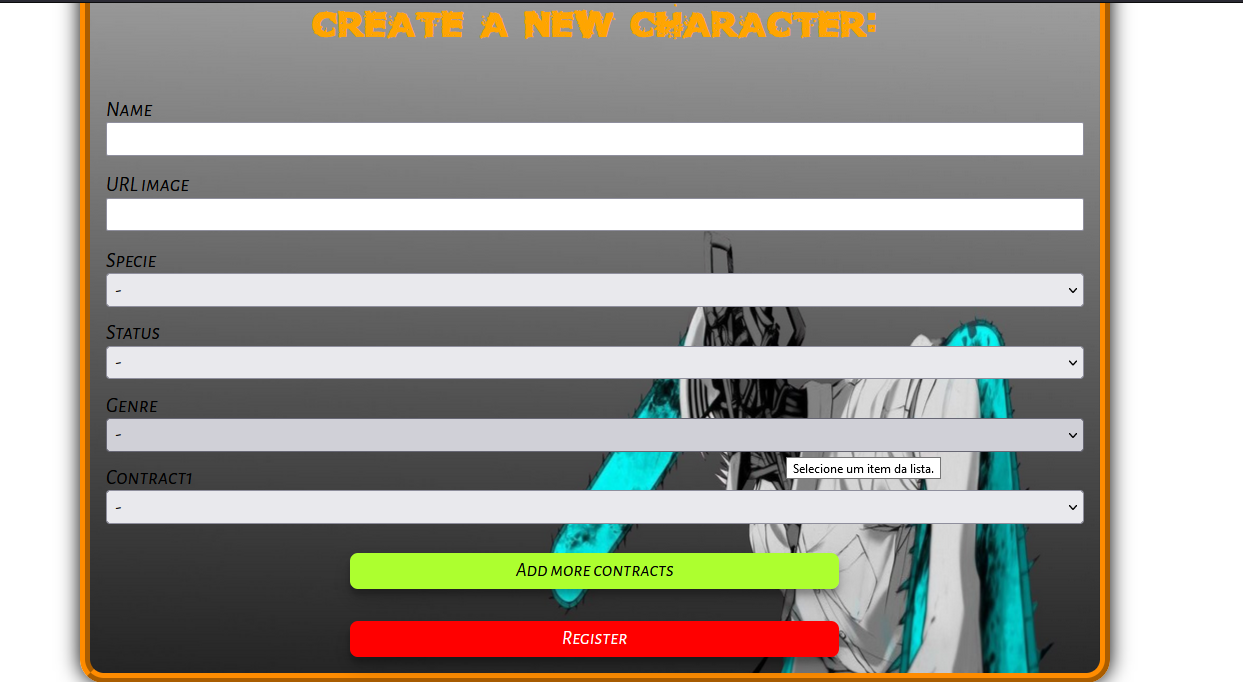 CREATE A NEW CHARACTER:
Name
URL image
Specie
-
Status
-
Genre
-
Selecione um item da lista.
Contract1
-
Add more contracts
Register